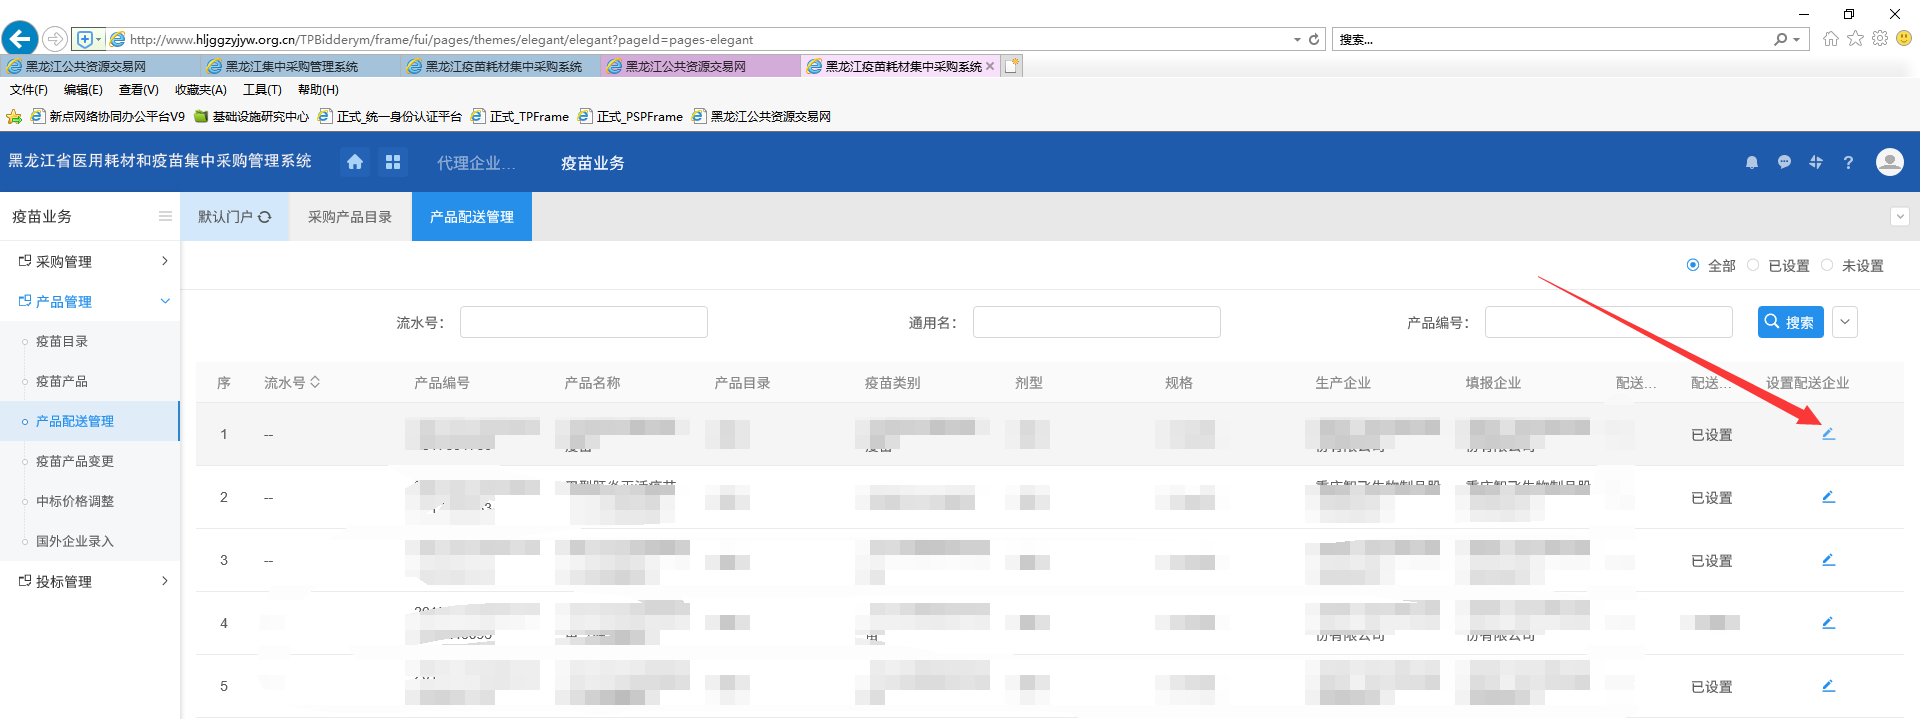 http://www.hljggzyjyw.org.cn/TPBidderym/frame/fui/pages/themes/elegant/elegant?pageId=pages-elegant
搜索...
黑龙江公共资源交易网
黑龙江集中采购管理系统
黑龙江疫苗耗材集中采购系统
黑龙江公共资源交易网
黑龙江疫苗耗材集中采购系统
文件(F) 编辑(E) 查看(V) 收藏夹(A) 工具(T) 帮助(H)
新点网络协同办公平台V9 基础设施研究中心 正式_统一身份认证平台 正式_TPFrame 正式_PSPFrame 黑龙江公共资源交易网
黑龙江省医用耗材和疫苗集中采购管理系统 代理企业... 疫苗业务
疫苗业务 默认门户 采购产品目录 产品配送管理
采购管理
全部 已设置 未设置
产品管理
流水号： 通用名： 产品编号： 搜索
疫苗目录
疫苗产品
产品配送管理
疫苗产品变更
中标价格调整
国外企业录入
投标管理
序 流水号 产品编号 产品名称 产品目录 疫苗类别 剂型 规格 生产企业 填报企业 配送... 配送... 设置配送企业
1 -- 已设置
2 -- 已设置
3 -- 已设置
4
5 已设置